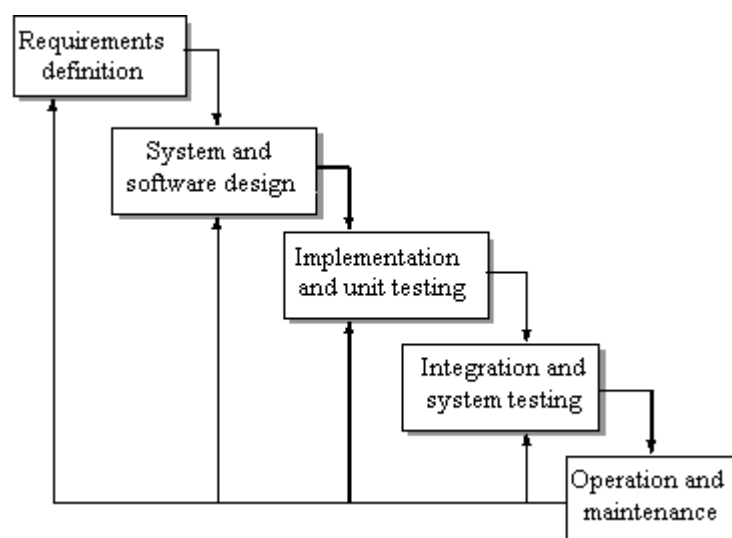 Requirements
definition
System and
software design
Implementation
and unit testing
Integration and
system testing
Operation and
maintenance